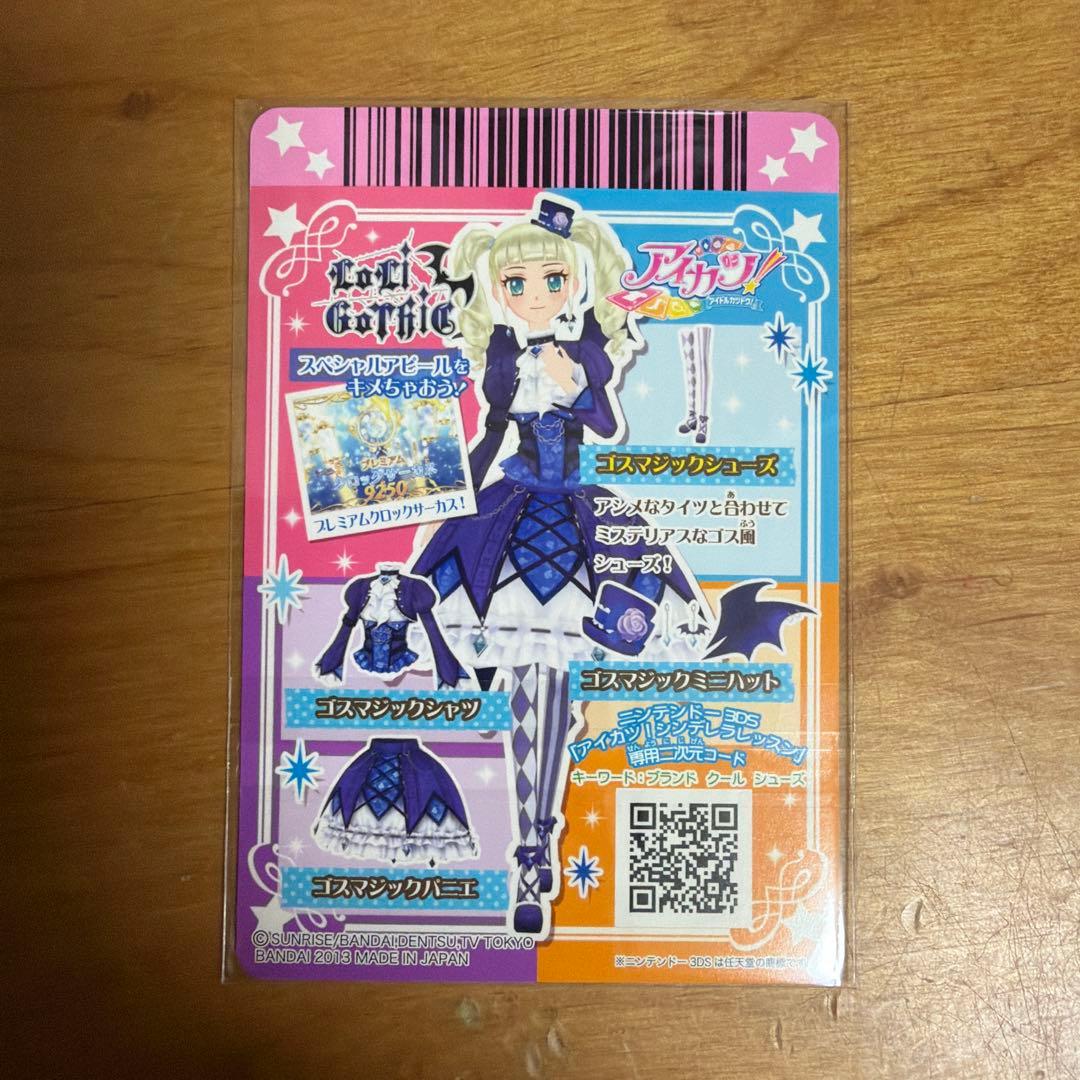 LoLi
GoThiC
アイカツ!
アイドルカツドウ!
スペシャルアピールを
キメちゃおう!
プレミアム
クロックサーカス
9250
プレミアムクロックサーカス!
ゴスマジックシューズ
アシメなタイツと合わせて
ミステリアスなゴス風
シューズ!
ゴスマジックシャツ
ゴスマジックミニハット
ニンテンドー3DS
「アイカツ!シンデレラレッスン」
専用二次元コード
キーワード:ブランド クール シューズ
ゴスマジックパニエ
©SUNRISE/BANDAI,DENTSU,TV TOKYO
BANDAI 2013 MADE IN JAPAN
※ニンテンドー3DSは任天堂の商標です